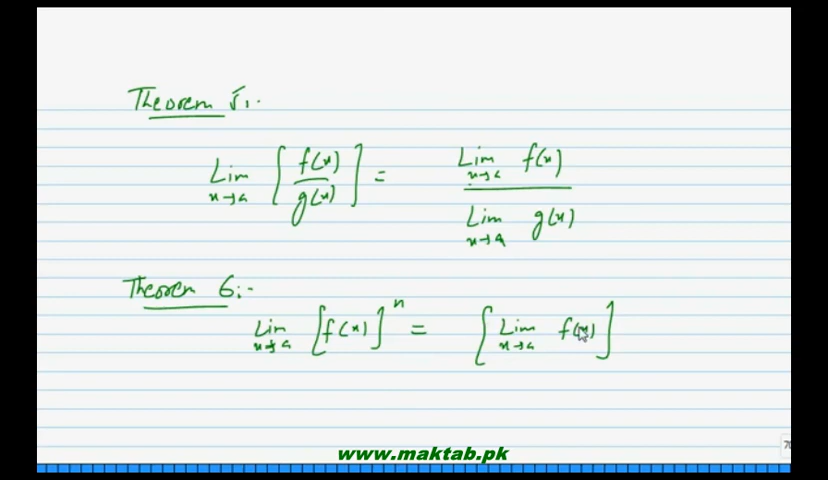 Theorem 5:-
Lim x→a [f(x)/g(x)] = Lim x→a f(x) / Lim x→a g(x)
Theorem 6:-
Lim x→a [f(x)]^n = [Lim x→a f(x)]
www.maktab.pk